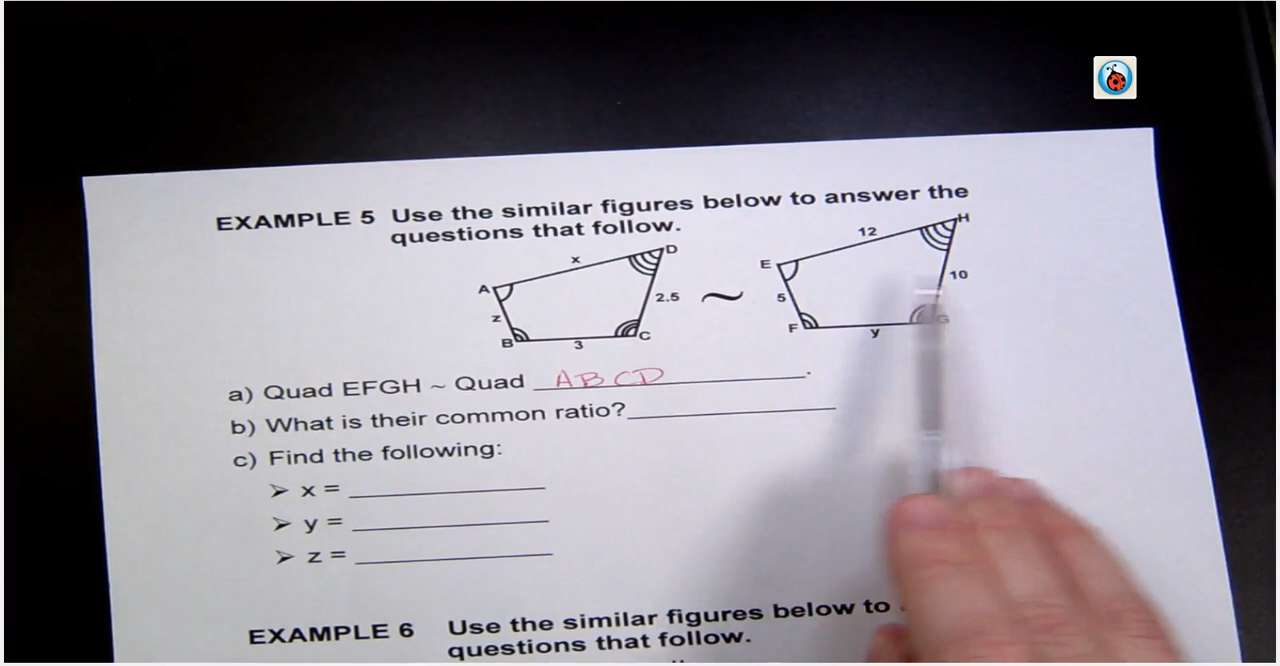 EXAMPLE 5 Use the similar figures below to answer the
questions that follow.
A x D
z 2.5
B 3 C
~
E 12 H
5 10
F y G
a) Quad EFGH ~ Quad ABCD.
b) What is their common ratio?
c) Find the following:
➢ x =
➢ y =
➢ z =
EXAMPLE 6 Use the similar figures below to
questions that follow.